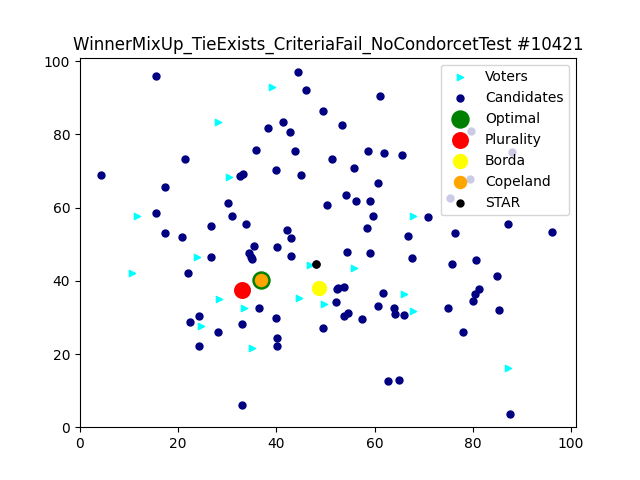 WinnerMixUp_TieExists_CriteriaFail_NoCondorcetTest #10421
Voters
Candidates
Optimal
Plurality
Borda
Copeland
STAR
100
80
60
40
20
0
0 20 40 60 80 100